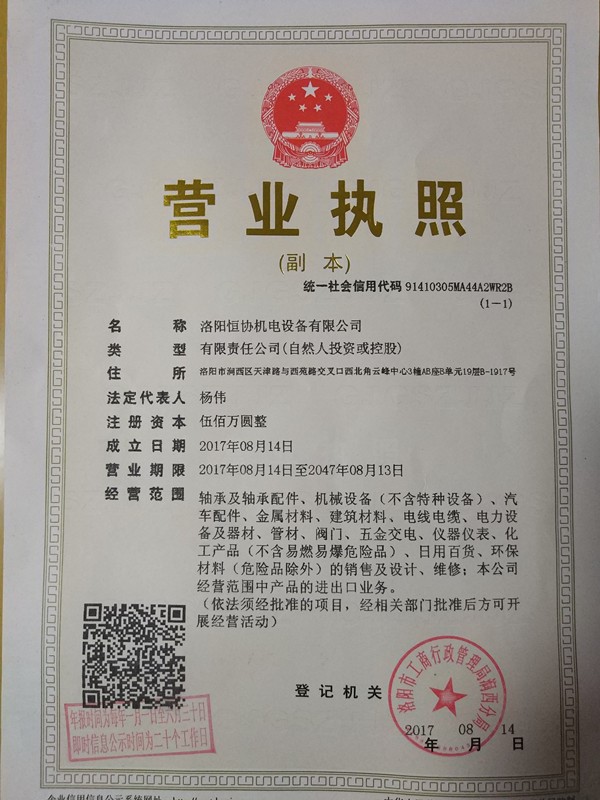 营业执照
(副 本)
统一社会信用代码 91410305MA44A2WR2B
(1-1)
名 称 洛阳恒协机电设备有限公司
类 型 有限责任公司(自然人投资或控股)
住 所 洛阳市涧西区天津路与西苑路交叉口西北角云峰中心3幢AB座B单元19层B-1917号
法定代表人 杨伟
注册资本 伍佰万圆整
成立日期 2017年08月14日
营业期限 2017年08月14日至2047年08月13日
经营范围 轴承及轴承配件、机械设备（不含特种设备）、汽
车配件、金属材料、建筑材料、电线电缆、电力设
备及器材、管材、阀门、五金交电、仪器仪表、化
工产品（不含易燃易爆危险品）、日用百货、环保
材料（危险品除外）的销售及设计、维修；本公司
经营范围中产品的进出口业务。
(依法须经批准的项目，经相关部门批准后方可开
展经营活动)
登记机关
洛阳市工商行政管理局涧西分局
2017 08 14
年 月 日
年报时间为每年一月一日至六月三十日
即时信息公示时间为二十个工作日
企业信用信息公示系统网址: